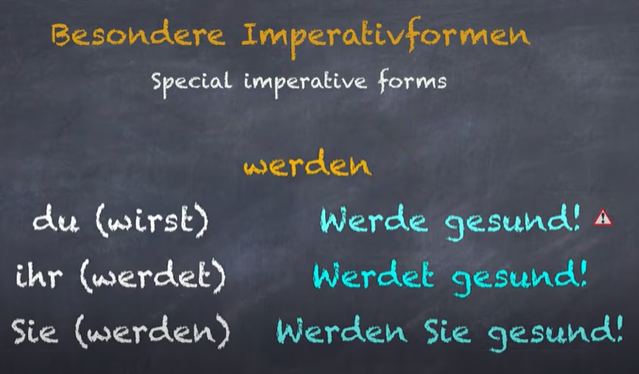 Besondere Imperativformen
Special imperative forms
werden
du (wirst) Werde gesund!
ihr (werdet) Werdet gesund!
Sie (werden) Werden Sie gesund!